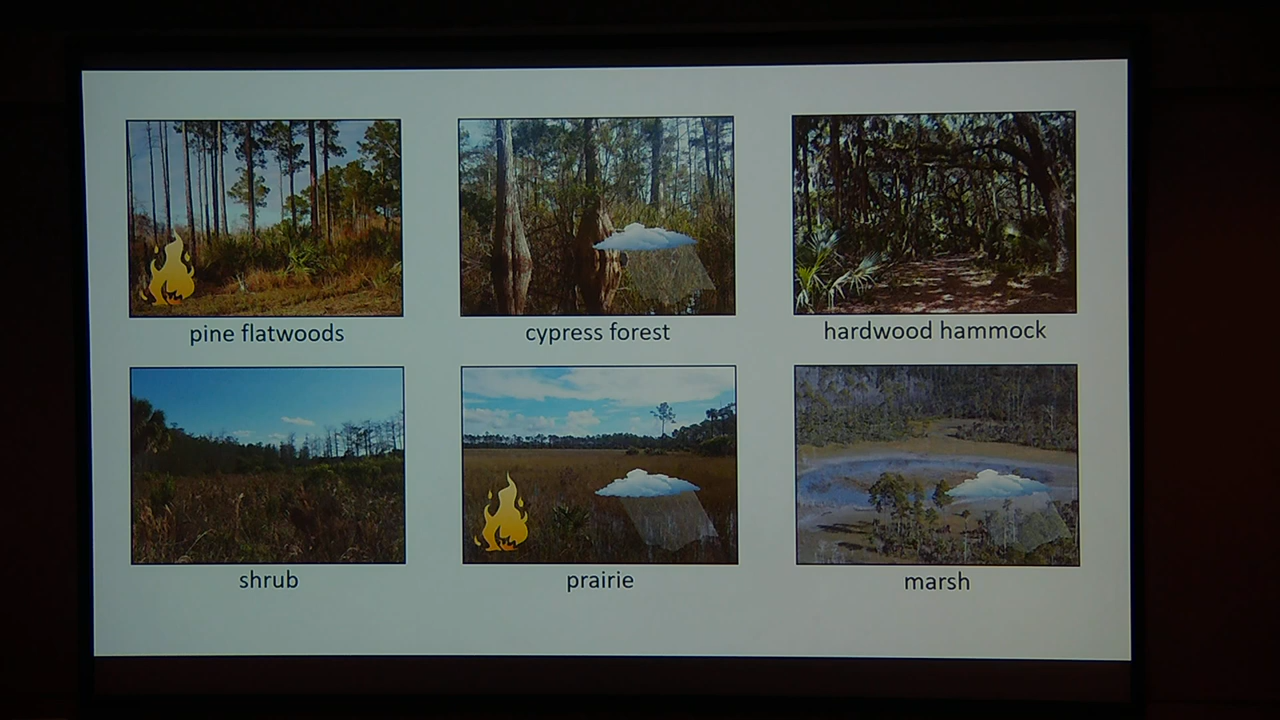 pine flatwoods
cypress forest
hardwood hammock
shrub
prairie
marsh